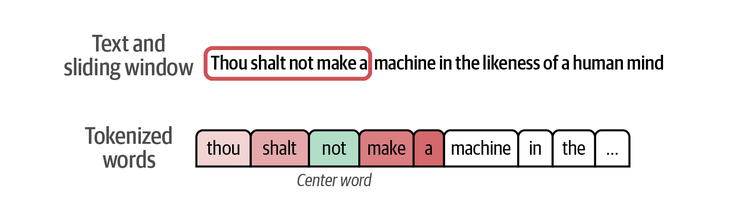 Text and
sliding window
Thou shalt not make a machine in the likeness of a human mind
Tokenized
words
thou shalt not make a machine in the ...
Center word